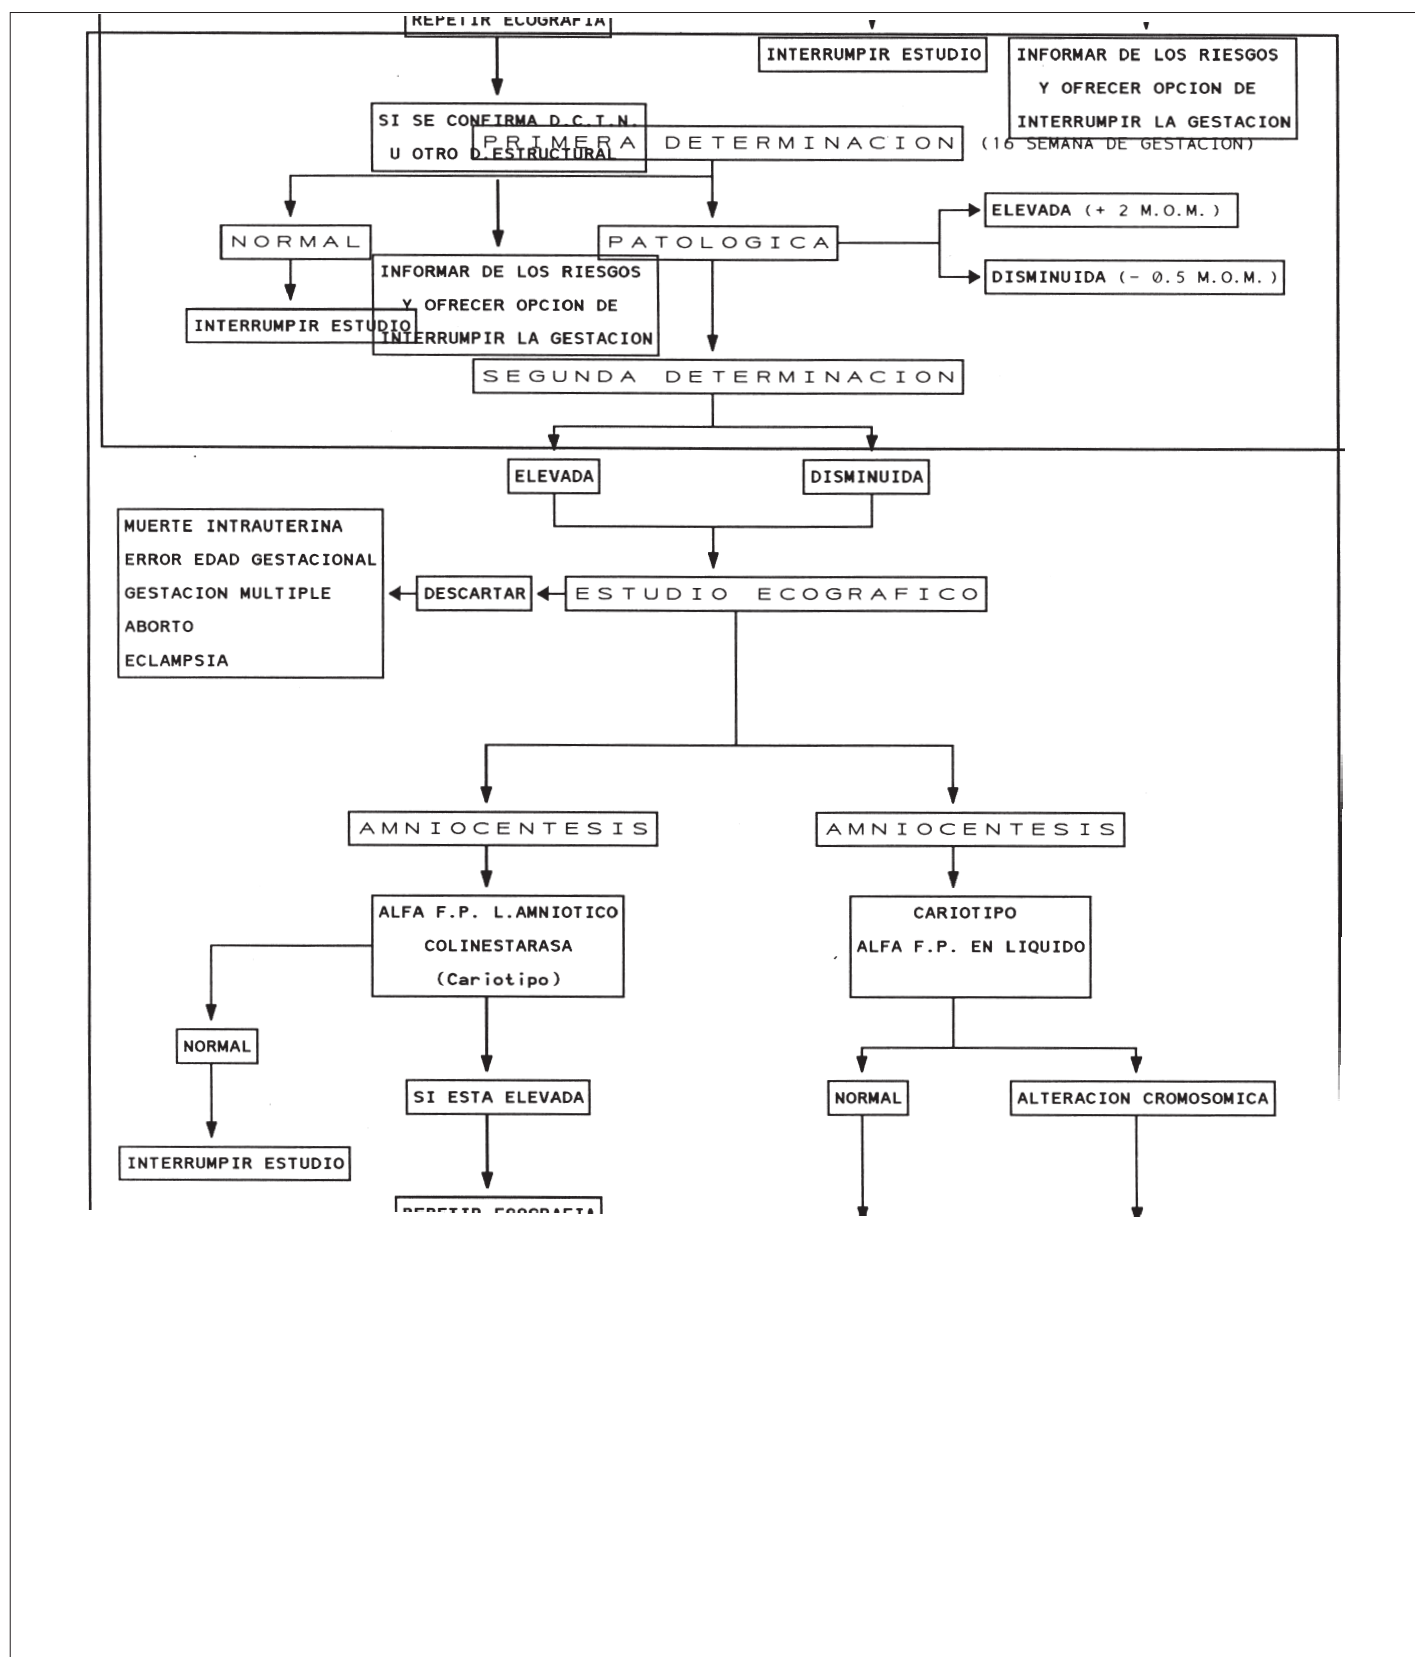 REPETIR ECOGRAFIA
INTERRUMPIR ESTUDIO
INFORMAR DE LOS RIESGOS
Y OFRECER OPCION DE
INTERRUMPIR LA GESTACION
SI SE CONFIRMA D.C.T.N.
U OTRO D.ESTRUCTURAL
PRIMERA DETERMINACION (16 SEMANA DE GESTACION)
ELEVADA (+ 2 M.O.M.)
NORMAL
PATOLOGICA
DISMINUIDA (- 0.5 M.O.M.)
INFORMAR DE LOS RIESGOS
Y OFRECER OPCION DE
INTERRUMPIR LA GESTACION
INTERRUMPIR ESTUDIO
SEGUNDA DETERMINACION
ELEVADA
DISMINUIDA
MUERTE INTRAUTERINA
ERROR EDAD GESTACIONAL
GESTACION MULTIPLE
ABORTO
ECLAMPSIA
DESCARTAR
ESTUDIO ECOGRAFICO
AMNIOCENTESIS
AMNIOCENTESIS
ALFA F.P. L.AMNIOTICO
COLINESTARASA
(Cariotipo)
CARIOTIPO
ALFA F.P. EN LIQUIDO
NORMAL
SI ESTA ELEVADA
NORMAL
ALTERACION CROMOSOMICA
INTERRUMPIR ESTUDIO
REPETIR ECOGRAFIA